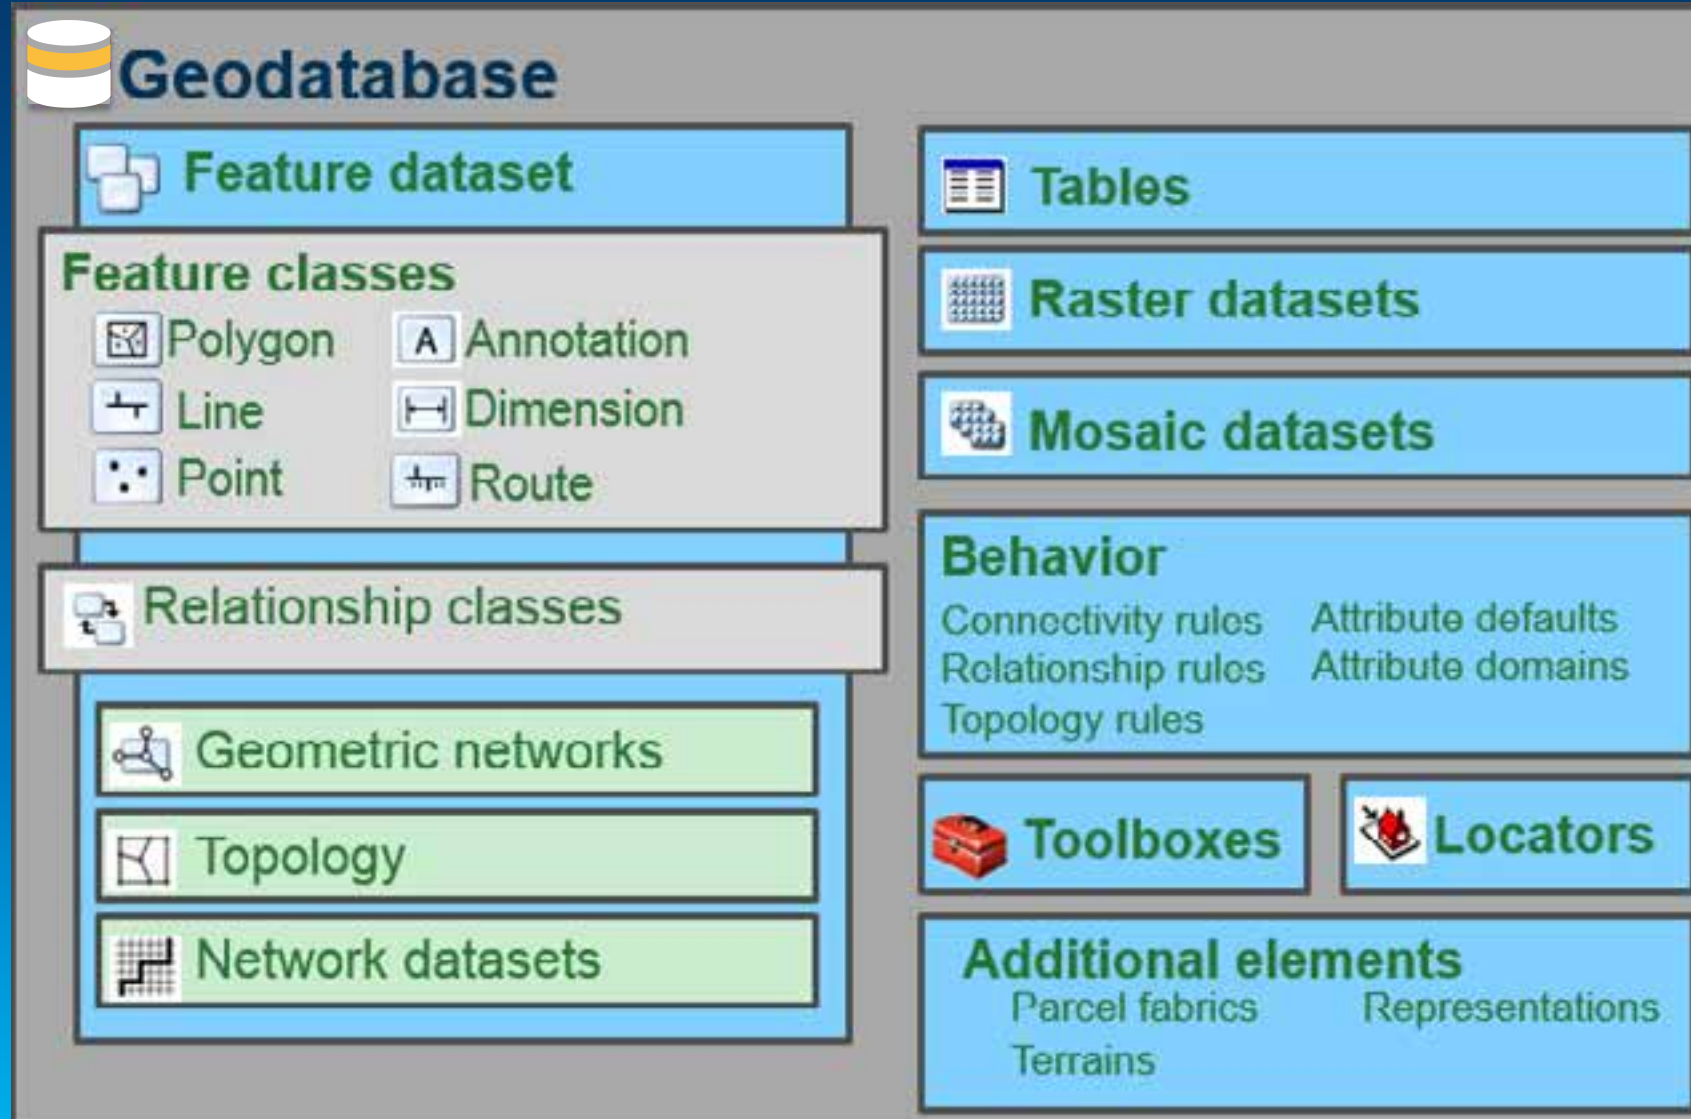 Geodatabase
Feature dataset
Feature classes
Polygon
Annotation
Line
Dimension
Point
Route
Relationship classes
Geometric networks
Topology
Network datasets
Tables
Raster datasets
Mosaic datasets
Behavior
Connectivity rules
Attribute defaults
Relationship rules
Attribute domains
Topology rules
Toolboxes
Locators
Additional elements
Parcel fabrics
Representations
Terrains